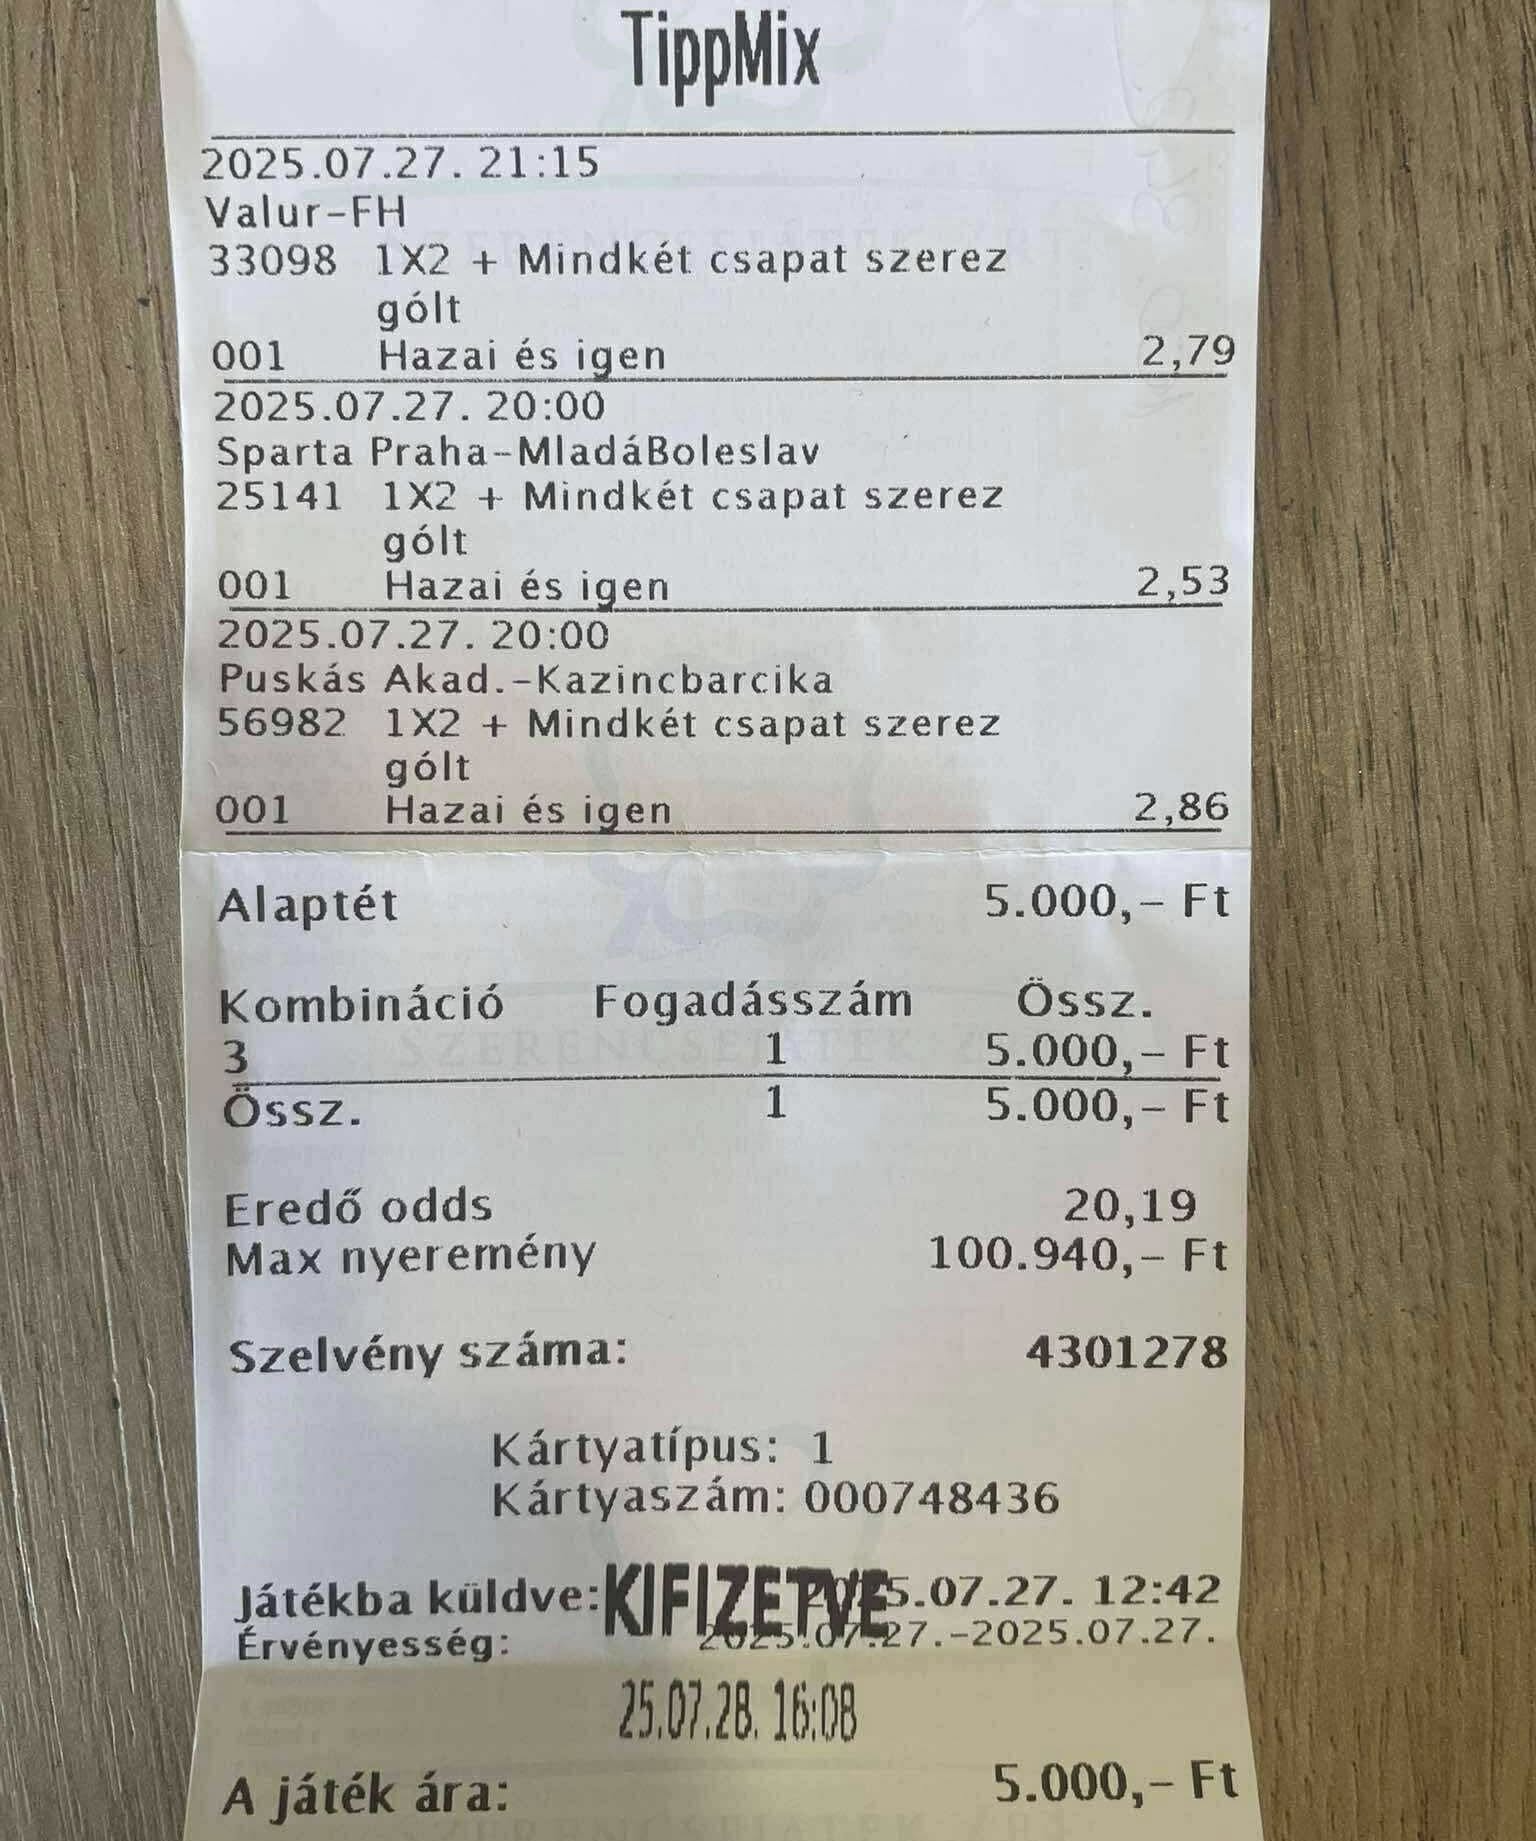 TippMix
2025.07.27. 21:15
Valur-FH
33098 1X2 + Mindkét csapat szerez
gólt
001 Hazai és igen 2,79
2025.07.27. 20:00
Sparta Praha-MladáBoleslav
25141 1X2 + Mindkét csapat szerez
gólt
001 Hazai és igen 2,53
2025.07.27. 20:00
Puskás Akad.-Kazincbarcika
56982 1X2 + Mindkét csapat szerez
gólt
001 Hazai és igen 2,86
Alaptét 5.000,- Ft
Kombináció Fogadásszám Össz.
SZERENCSEJÁTÉK
3 1 5.000,- Ft
Össz. 1 5.000,- Ft
Eredő odds 20,19
Max nyeremény 100.940,- Ft
Szelvény száma: 4301278
Kártyatípus: 1
Kártyaszám: 000748436
Játékba küldve: 2025.07.27. 12:42
KIFIZETVE
Érvényesség: 2025.07.27.-2025.07.27.
25.07.28. 16:08
A játék ára: 5.000,- Ft